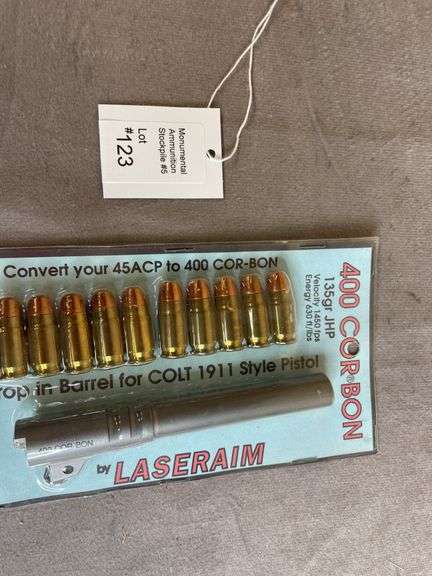 Monumental
Ammunition
Stockpile #5
Lot
#123
Convert your 45ACP to 400 COR-BON
400 COR®BON
135gr JHP
Velocity 1450 fps
Energy 630 ft/lbs
rop in Barrel for COLT 1911 Style Pistol
400 COR-BON
by LASERAIM